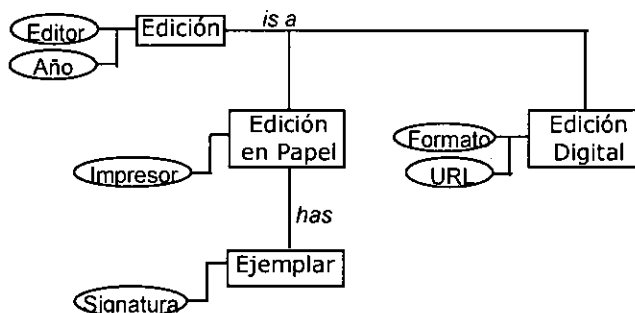 Editor
Edición
is a
Año
Edición
en Papel
Impresor
Formato
URL
Edición
Digital
has
Ejemplar
Signatura